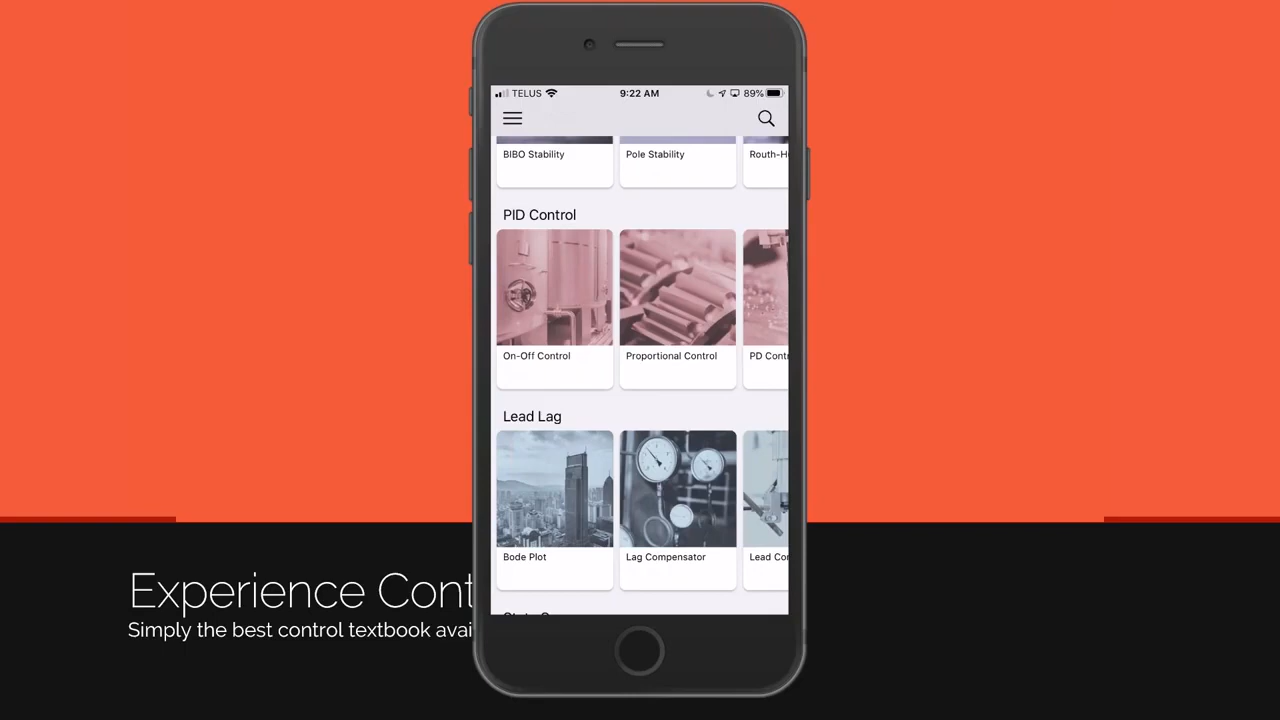 TELUS 9:22 AM 89%
BIBO Stability Pole Stability Routh-H
PID Control
On-Off Control Proportional Control PD Cont
Lead Lag
Bode Plot Lag Compensator Lead Co
Experience Cont
Simply the best control textbook avai